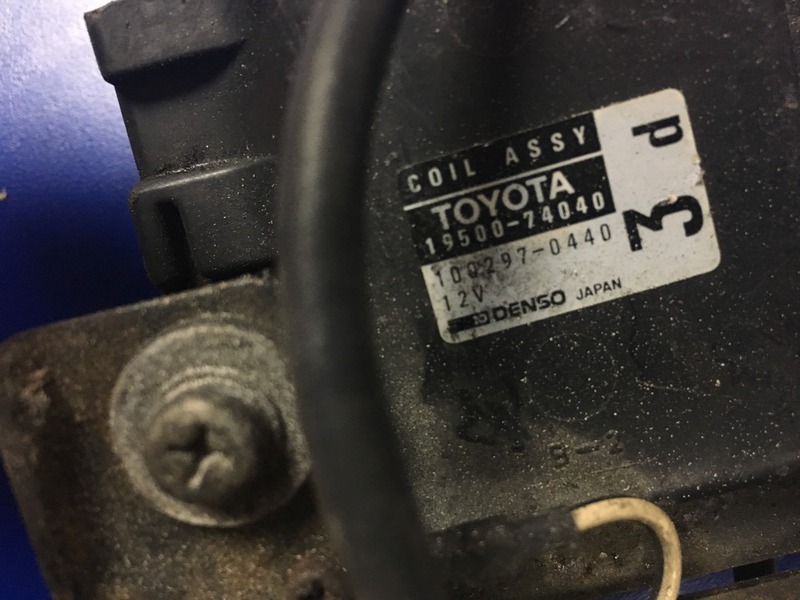 COIL ASSY
TOYOTA
19500-74040
100297-0440
12V
DENSO JAPAN
3 d